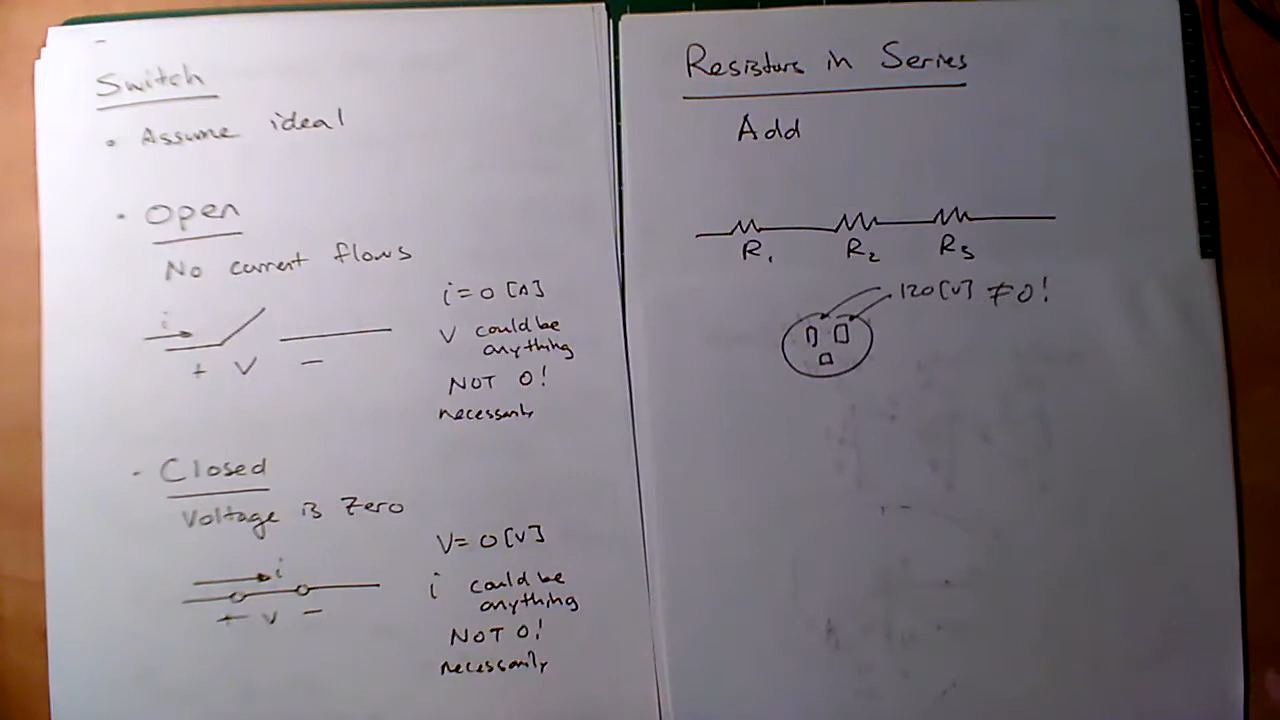 Switch
• Assume ideal
• Open
No current flows
i
+ V −
i = 0 [A]
V could be
anything
NOT 0!
necessarily
• Closed
Voltage is Zero
i
+ V −
V = 0 [V]
i could be
anything
NOT 0!
necessarily
Resistors in Series
Add
R₁ R₂ R₃
120 [V] ≠ 0!